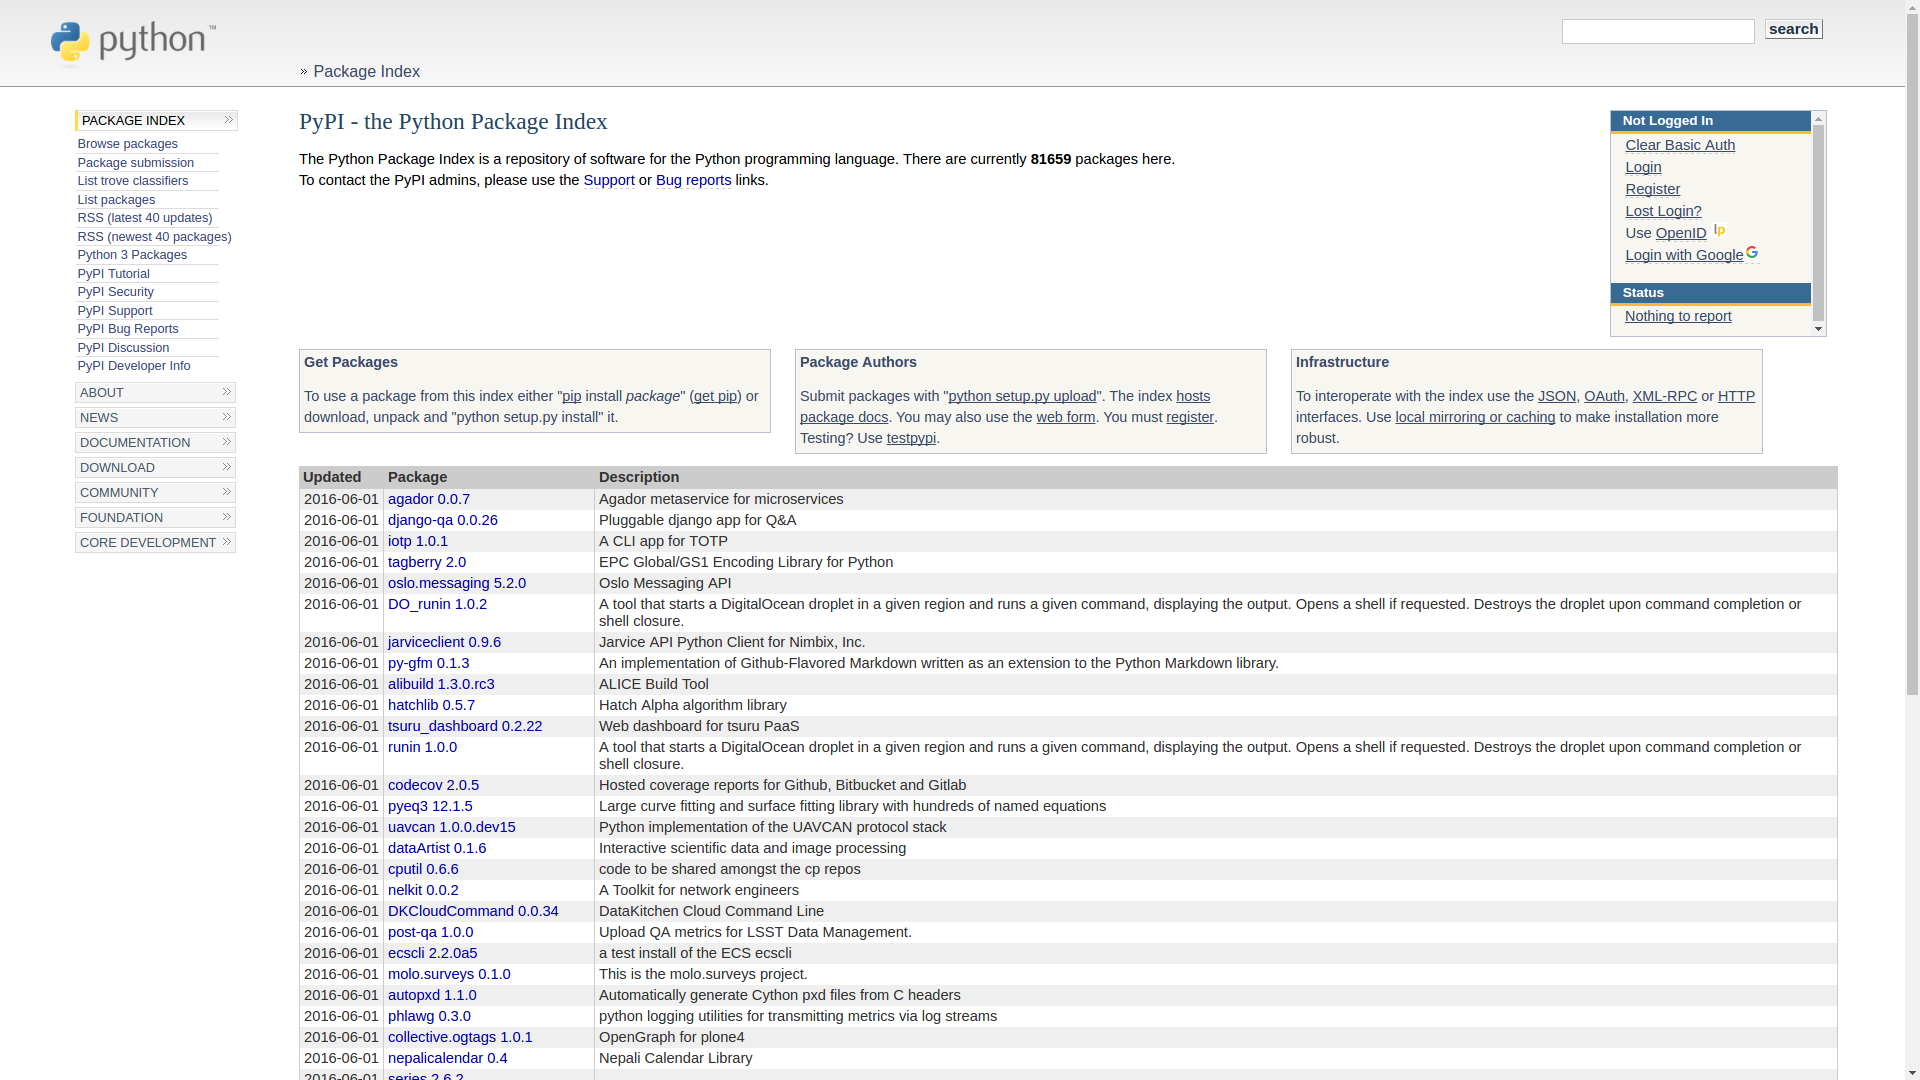 python™
search
» Package Index
PACKAGE INDEX
Browse packages
Package submission
List trove classifiers
List packages
RSS (latest 40 updates)
RSS (newest 40 packages)
Python 3 Packages
PyPI Tutorial
PyPI Security
PyPI Support
PyPI Bug Reports
PyPI Discussion
PyPI Developer Info
ABOUT
NEWS
DOCUMENTATION
DOWNLOAD
COMMUNITY
FOUNDATION
CORE DEVELOPMENT
PyPI - the Python Package Index
The Python Package Index is a repository of software for the Python programming language. There are currently 81659 packages here.
To contact the PyPI admins, please use the Support or Bug reports links.
Not Logged In
Clear Basic Auth
Login
Register
Lost Login?
Use OpenID lp
Login with Google G
Status
Nothing to report
Get Packages
To use a package from this index either "pip install package" (get pip) or
download, unpack and "python setup.py install" it.
Package Authors
Submit packages with "python setup.py upload". The index hosts
package docs. You may also use the web form. You must register.
Testing? Use testpypi.
Infrastructure
To interoperate with the index use the JSON, OAuth, XML-RPC or HTTP
interfaces. Use local mirroring or caching to make installation more
robust.
Updated Package Description
2016-06-01 agador 0.0.7 Agador metaservice for microservices
2016-06-01 django-qa 0.0.26 Pluggable django app for Q&A
2016-06-01 iotp 1.0.1 A CLI app for TOTP
2016-06-01 tagberry 2.0 EPC Global/GS1 Encoding Library for Python
2016-06-01 oslo.messaging 5.2.0 Oslo Messaging API
2016-06-01 DO_runin 1.0.2 A tool that starts a DigitalOcean droplet in a given region and runs a given command, displaying the output. Opens a shell if requested. Destroys the droplet upon command completion or
shell closure.
2016-06-01 jarviceclient 0.9.6 Jarvice API Python Client for Nimbix, Inc.
2016-06-01 py-gfm 0.1.3 An implementation of Github-Flavored Markdown written as an extension to the Python Markdown library.
2016-06-01 alibuild 1.3.0.rc3 ALICE Build Tool
2016-06-01 hatchlib 0.5.7 Hatch Alpha algorithm library
2016-06-01 tsuru_dashboard 0.2.22 Web dashboard for tsuru PaaS
2016-06-01 runin 1.0.0 A tool that starts a DigitalOcean droplet in a given region and runs a given command, displaying the output. Opens a shell if requested. Destroys the droplet upon command completion or
shell closure.
2016-06-01 codecov 2.0.5 Hosted coverage reports for Github, Bitbucket and Gitlab
2016-06-01 pyeq3 12.1.5 Large curve fitting and surface fitting library with hundreds of named equations
2016-06-01 uavcan 1.0.0.dev15 Python implementation of the UAVCAN protocol stack
2016-06-01 dataArtist 0.1.6 Interactive scientific data and image processing
2016-06-01 cputil 0.6.6 code to be shared amongst the cp repos
2016-06-01 nelkit 0.0.2 A Toolkit for network engineers
2016-06-01 DKCloudCommand 0.0.34 DataKitchen Cloud Command Line
2016-06-01 post-qa 1.0.0 Upload QA metrics for LSST Data Management.
2016-06-01 ecscli 2.2.0a5 a test install of the ECS ecscli
2016-06-01 molo.surveys 0.1.0 This is the molo.surveys project.
2016-06-01 autopxd 1.1.0 Automatically generate Cython pxd files from C headers
2016-06-01 phlawg 0.3.0 python logging utilities for transmitting metrics via log streams
2016-06-01 collective.ogtags 1.0.1 OpenGraph for plone4
2016-06-01 nepalicalendar 0.4 Nepali Calendar Library
2016-06-01 series 2.6.2